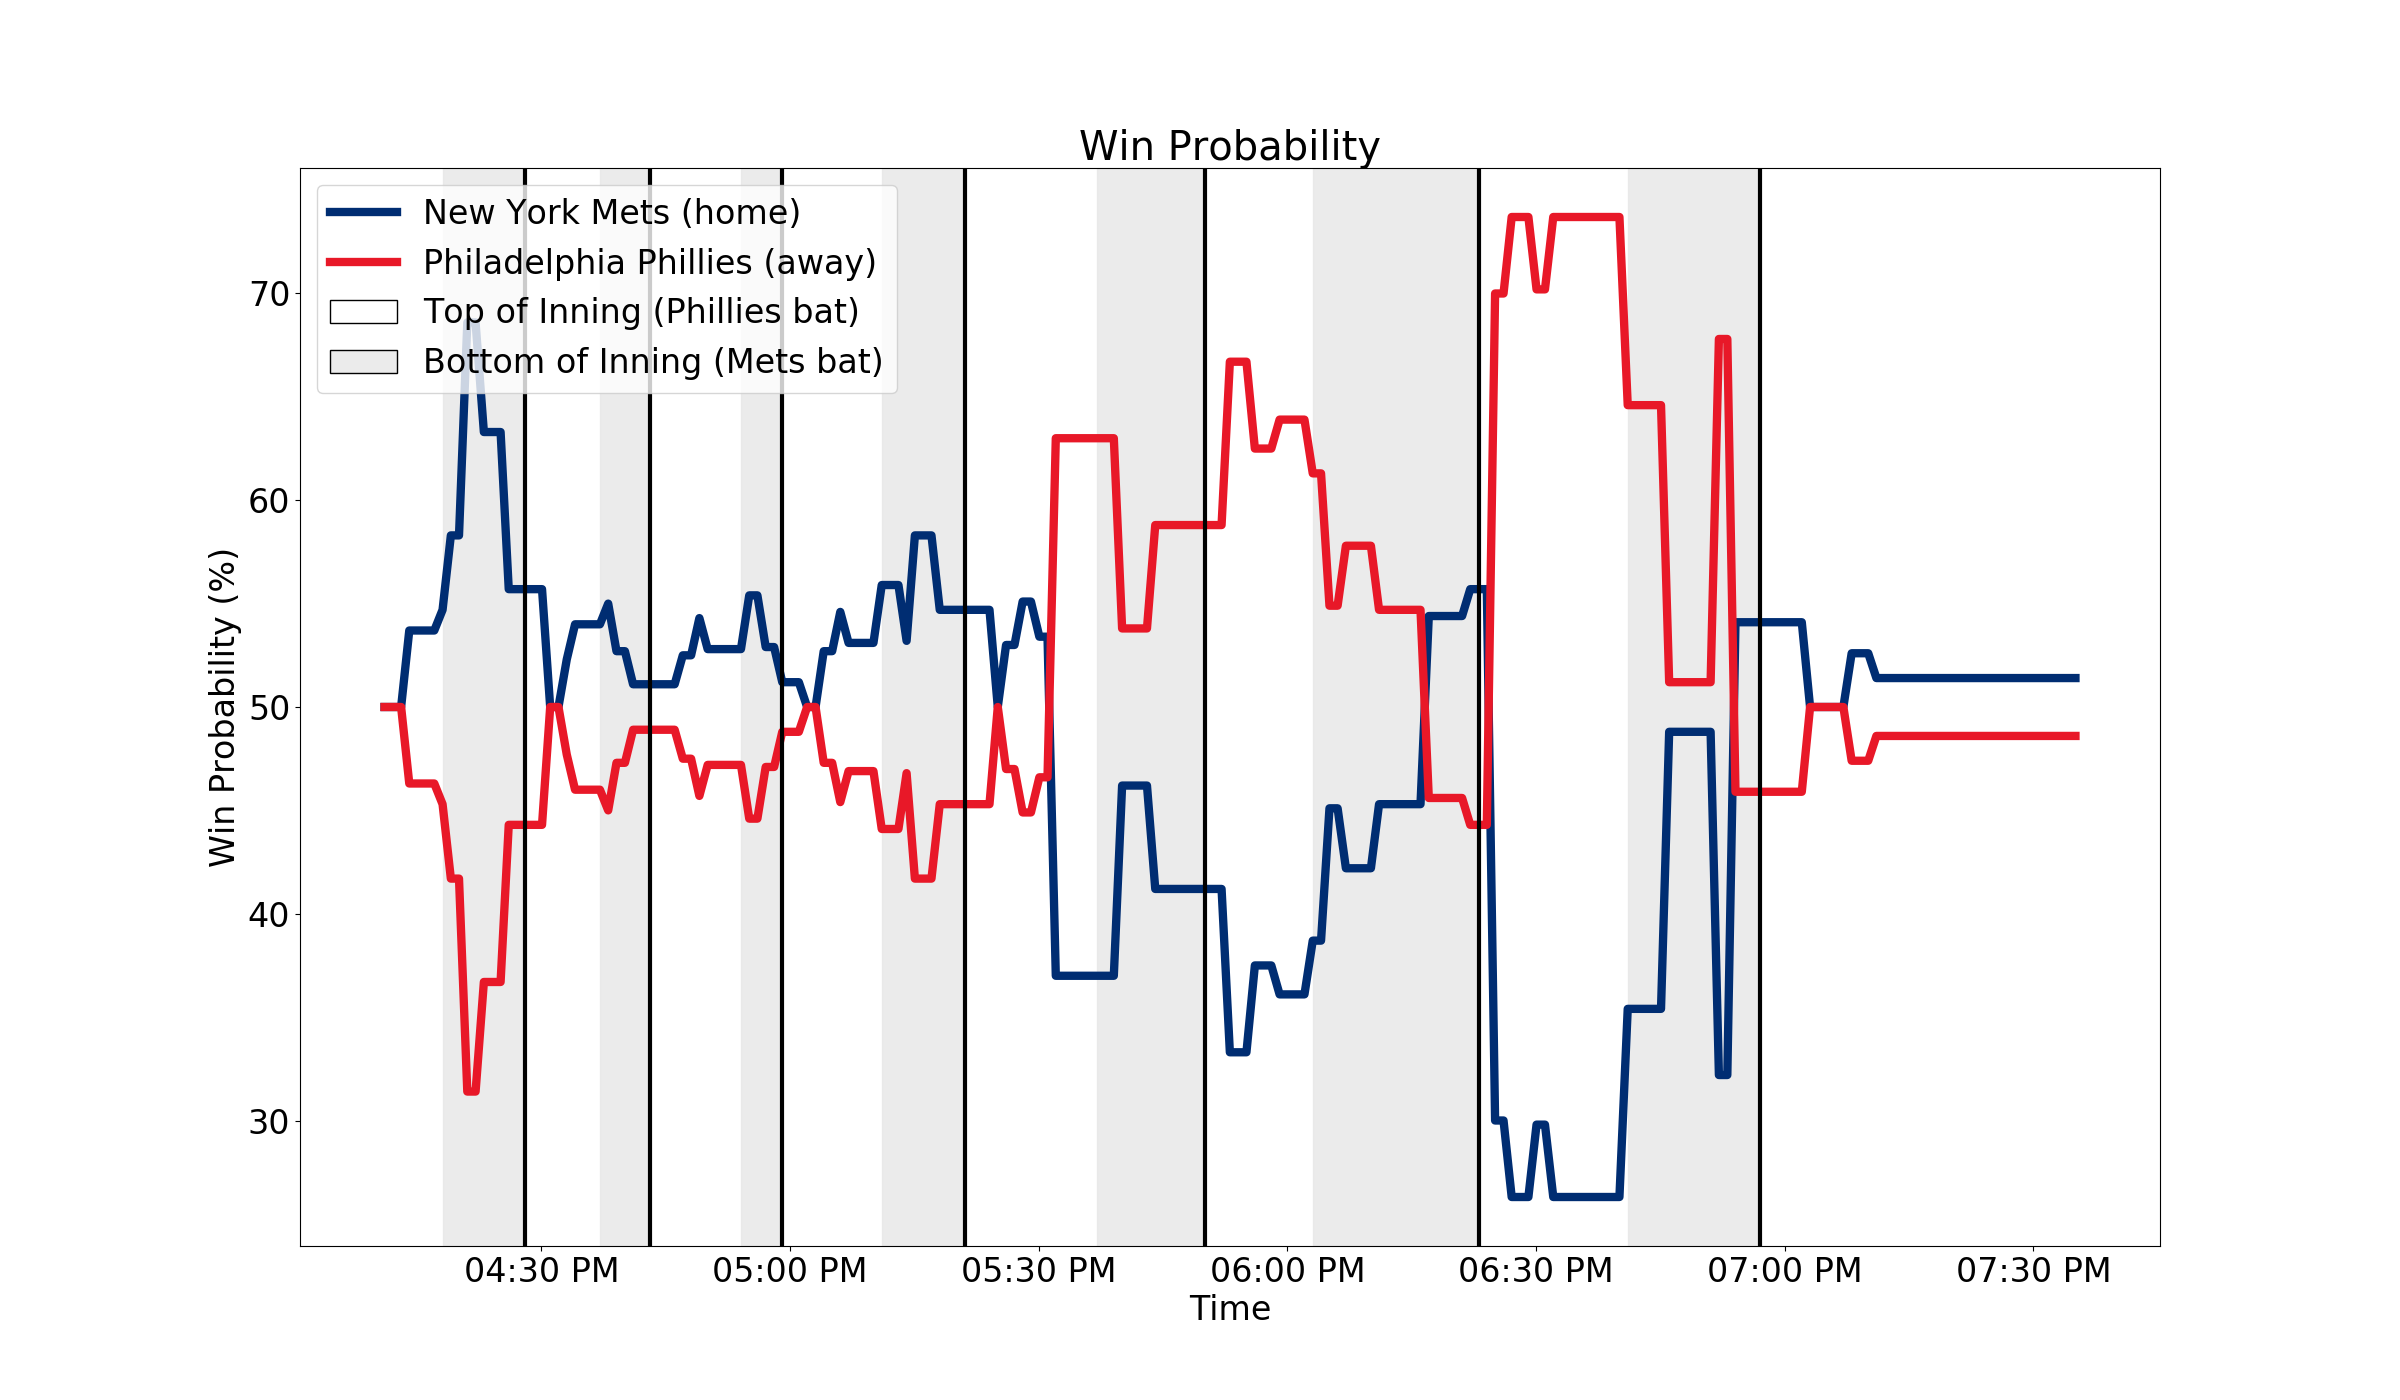 Win Probability
New York Mets (home)
Philadelphia Phillies (away)
Top of Inning (Phillies bat)
Bottom of Inning (Mets bat)
Win Probability (%)
70
60
50
40
30
04:30 PM 05:00 PM 05:30 PM 06:00 PM 06:30 PM 07:00 PM 07:30 PM
Time